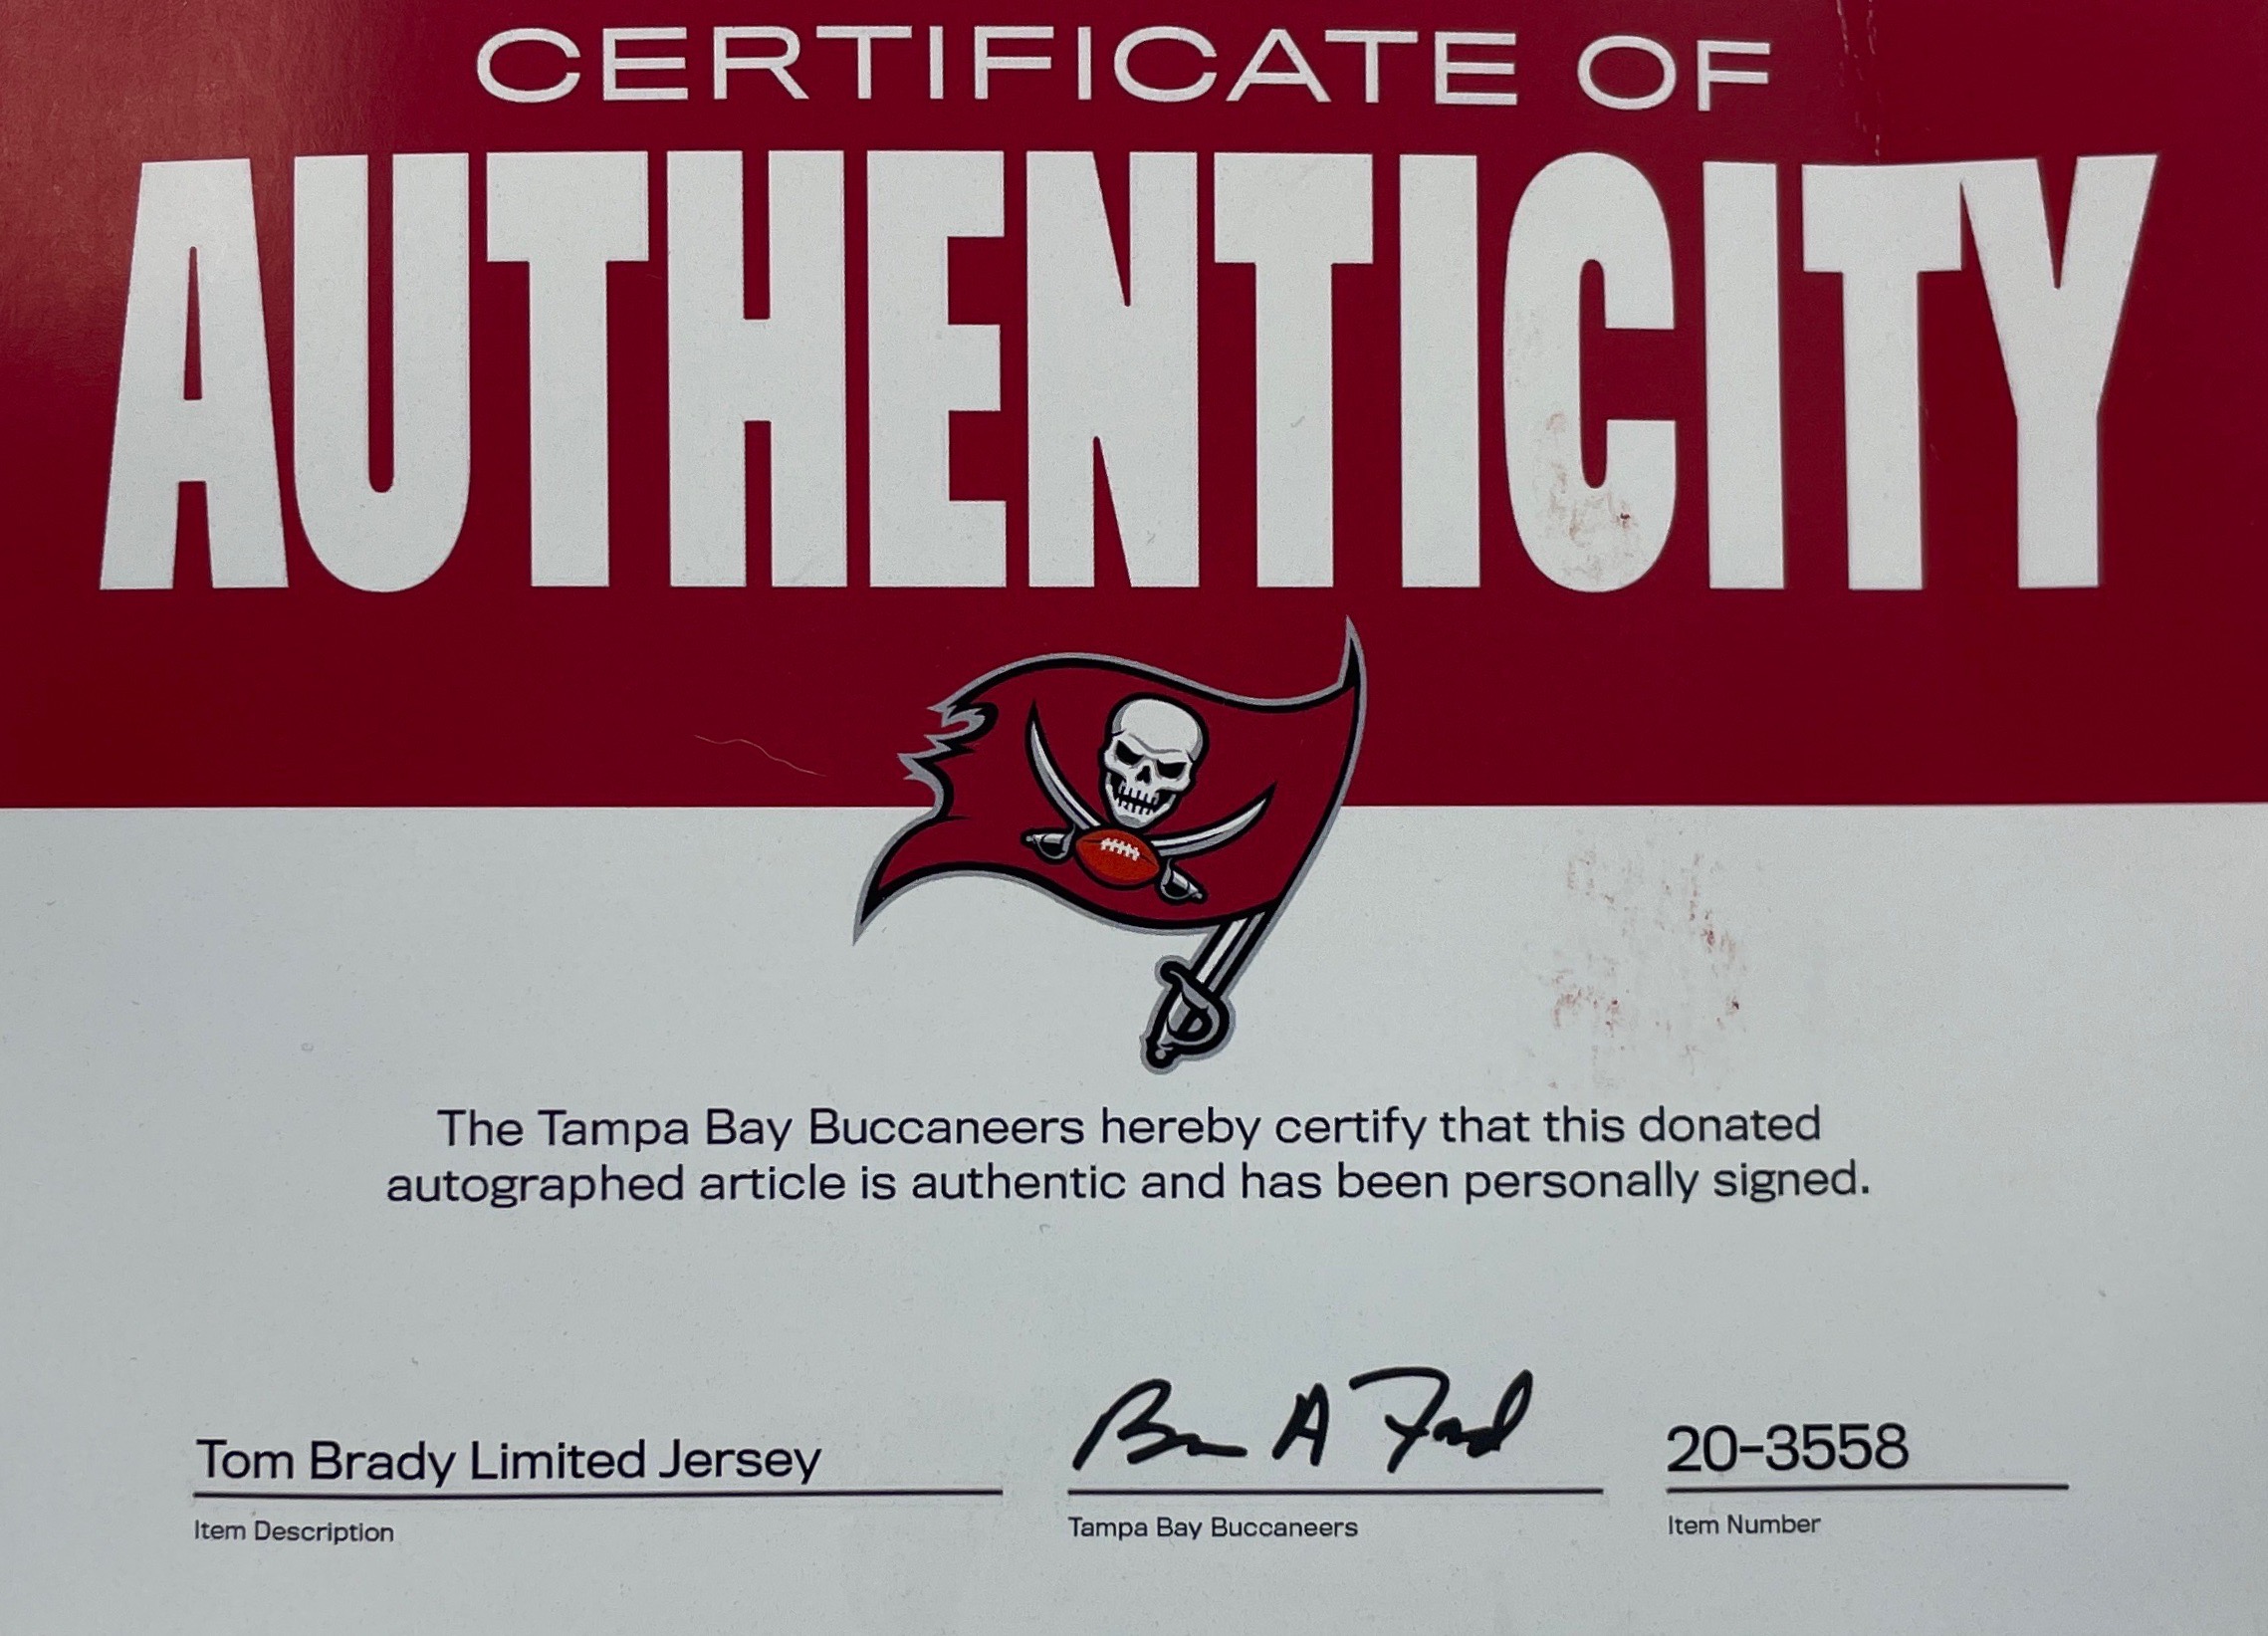 CERTIFICATE OF
AUTHENTICITY
The Tampa Bay Buccaneers hereby certify that this donated
autographed article is authentic and has been personally signed.
Tom Brady Limited Jersey
20-3558
Item Description
Tampa Bay Buccaneers
Item Number